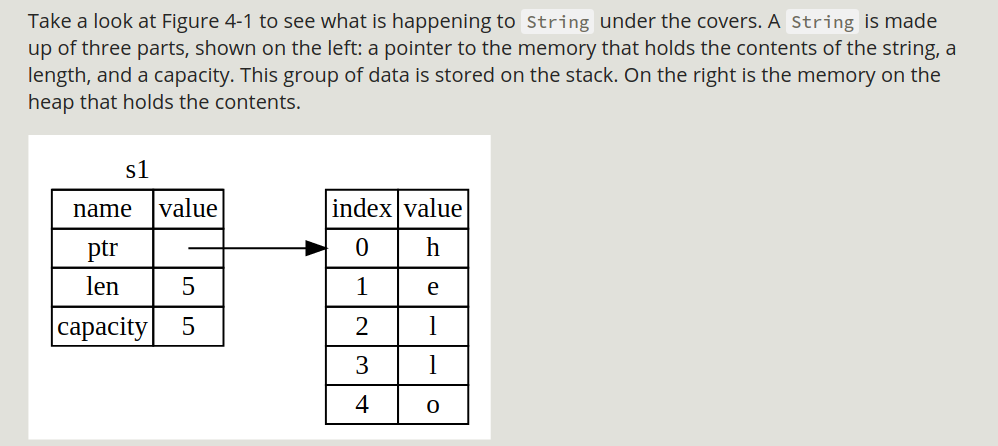 Take a look at Figure 4-1 to see what is happening to String under the covers. A String is made
up of three parts, shown on the left: a pointer to the memory that holds the contents of the string, a
length, and a capacity. This group of data is stored on the stack. On the right is the memory on the
heap that holds the contents.
s1
name value
ptr
len 5
capacity 5
index value
0 h
1 e
2 l
3 l
4 o